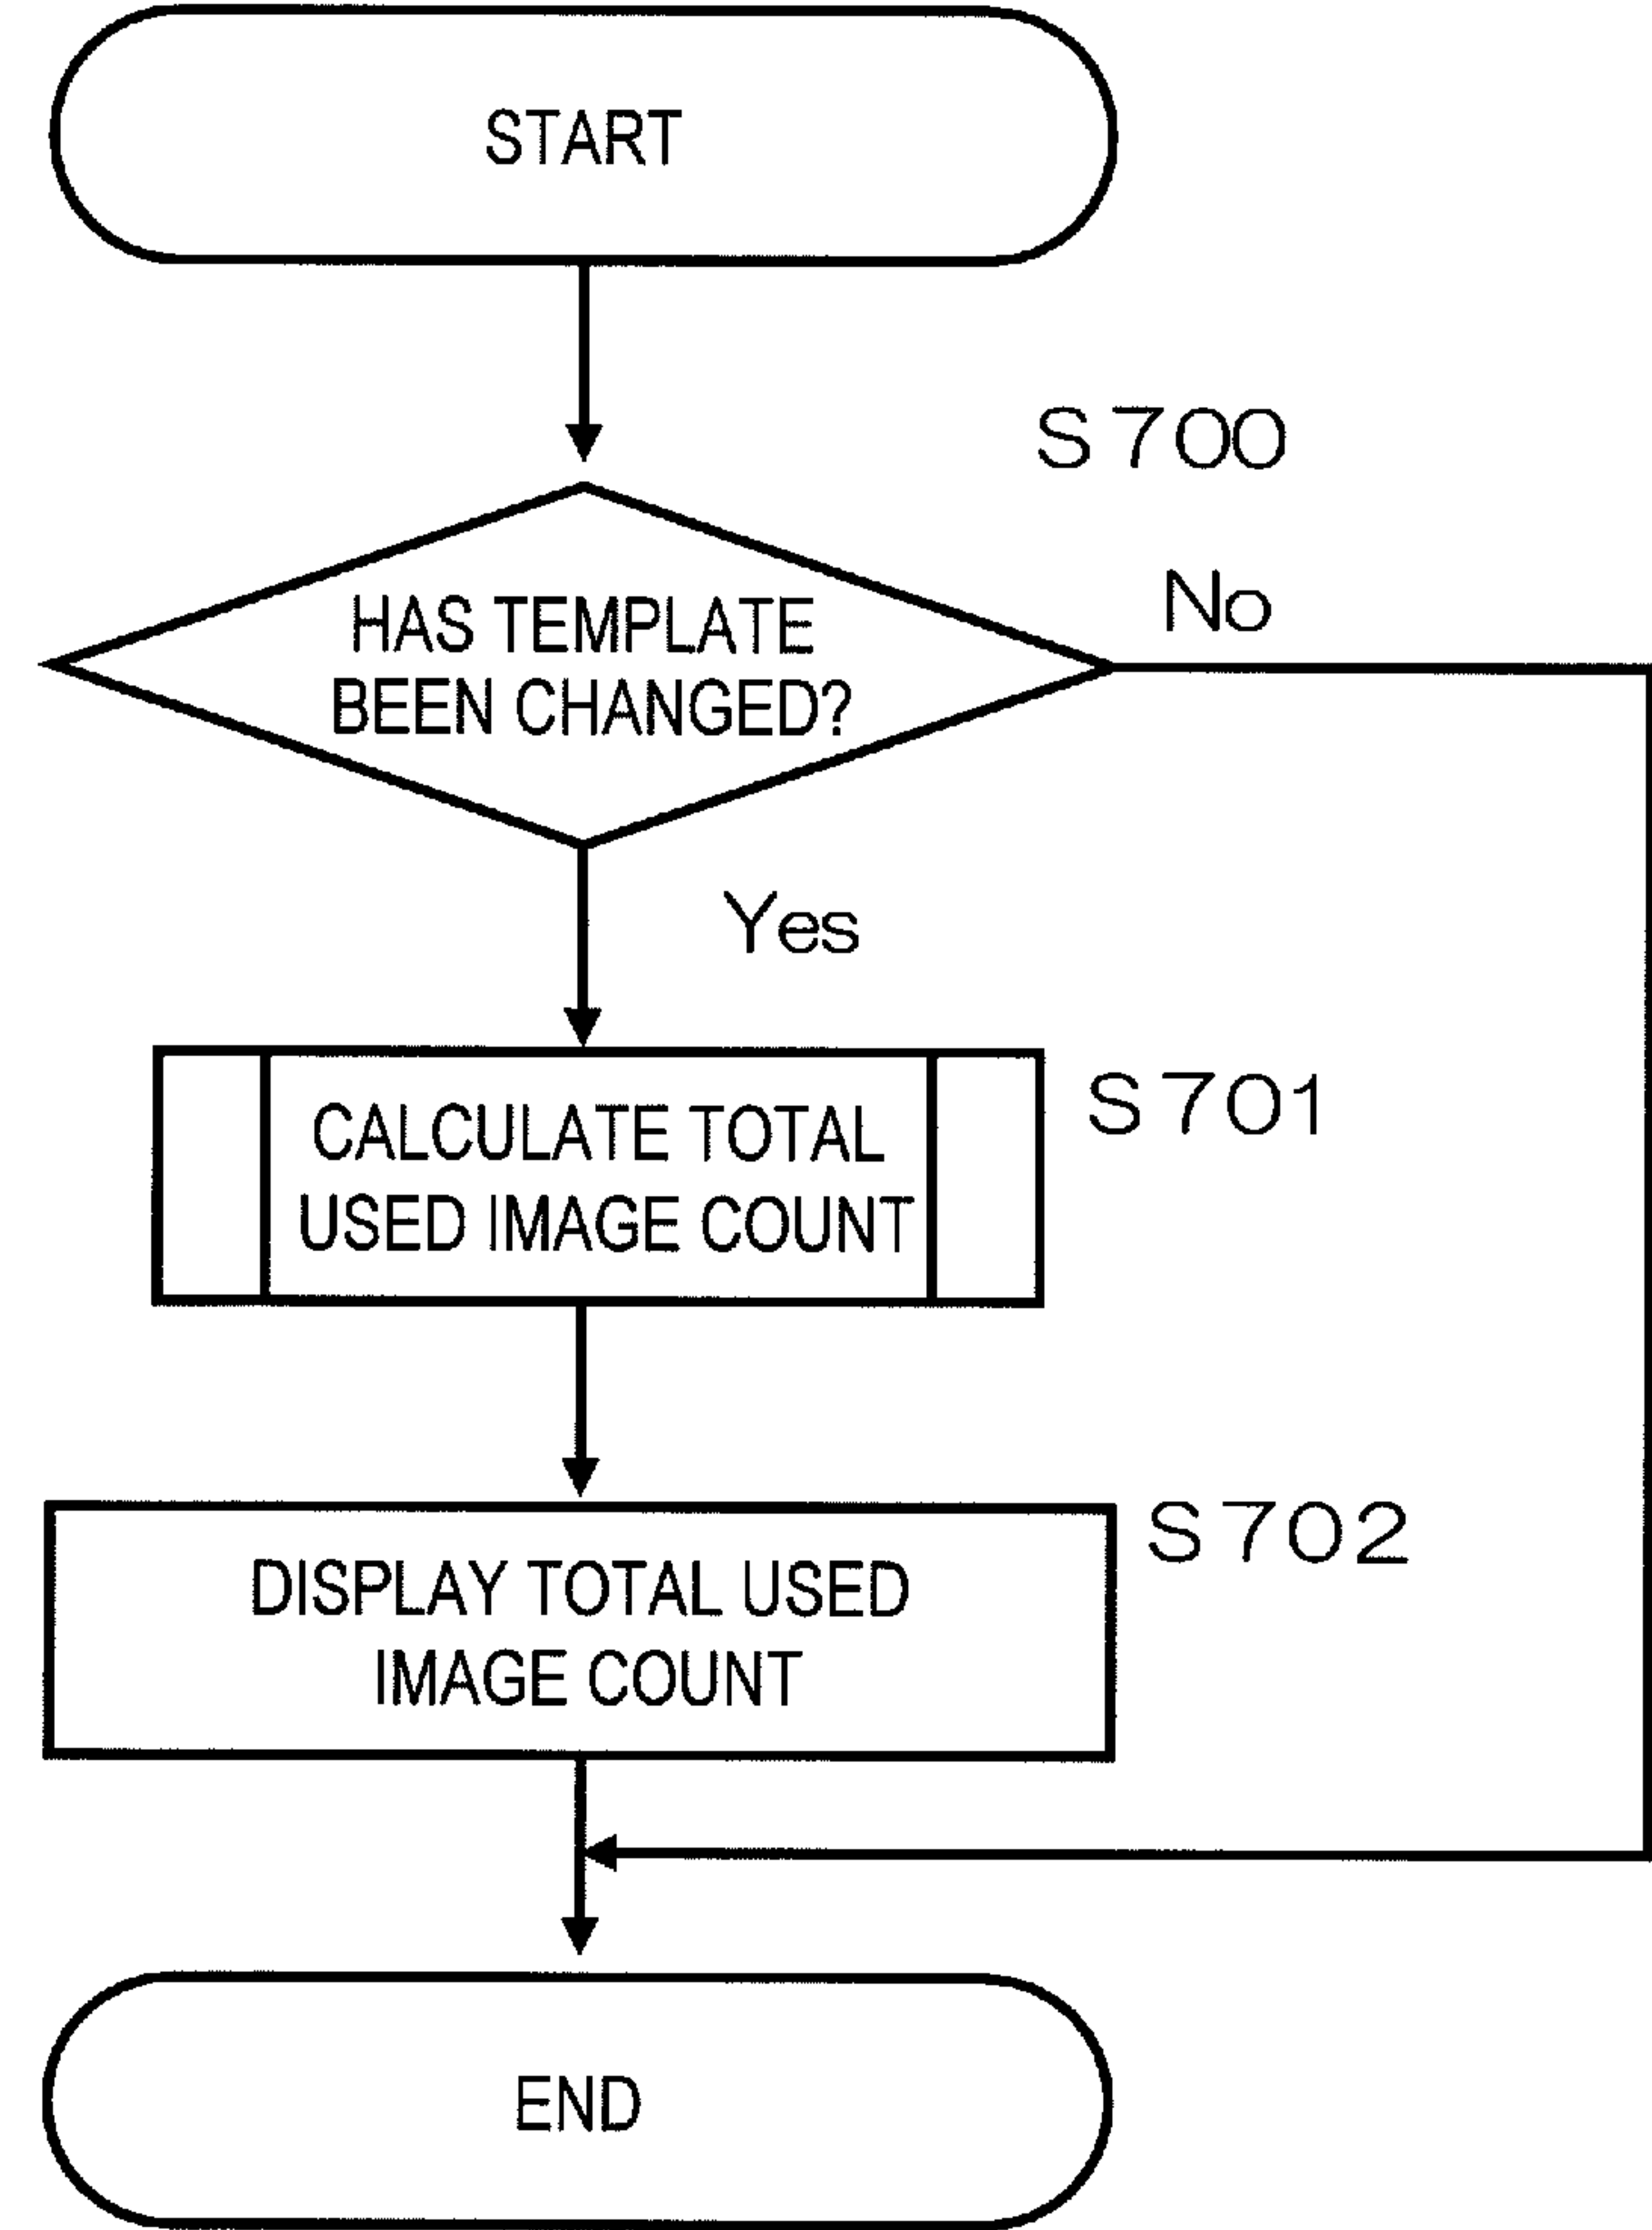 START
S700
HAS TEMPLATE
BEEN CHANGED?
No
Yes
CALCULATE TOTAL
USED IMAGE COUNT
S701
DISPLAY TOTAL USED
IMAGE COUNT
S702
END